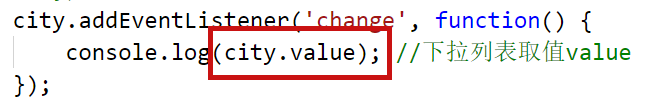 city.addEventListener('change', function() {
    console.log(city.value); //下拉列表取值value
});